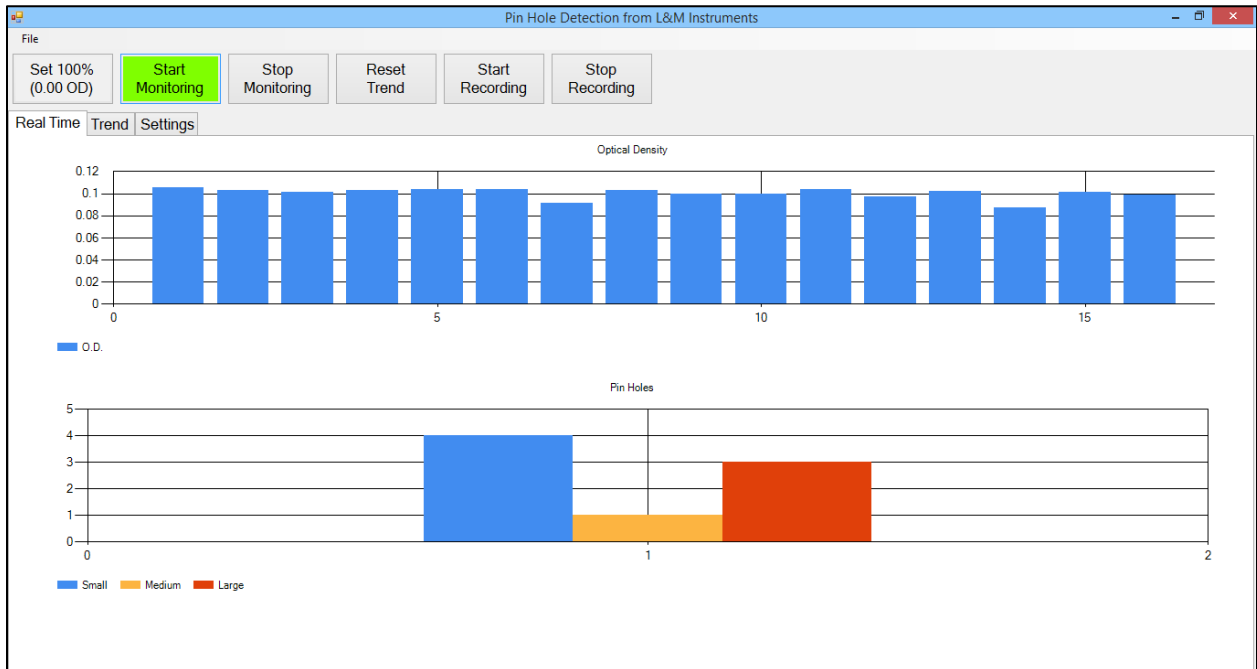 Pin Hole Detection from L&M Instruments
File
Set 100%
(0.00 OD)
Start
Monitoring
Stop
Monitoring
Reset
Trend
Start
Recording
Stop
Recording
Real Time Trend Settings
Optical Density
0.12
0.1
0.08
0.06
0.04
0.02
0
0 5 10 15
O.D.
Pin Holes
5
4
3
2
1
0
0 1 2
Small Medium Large